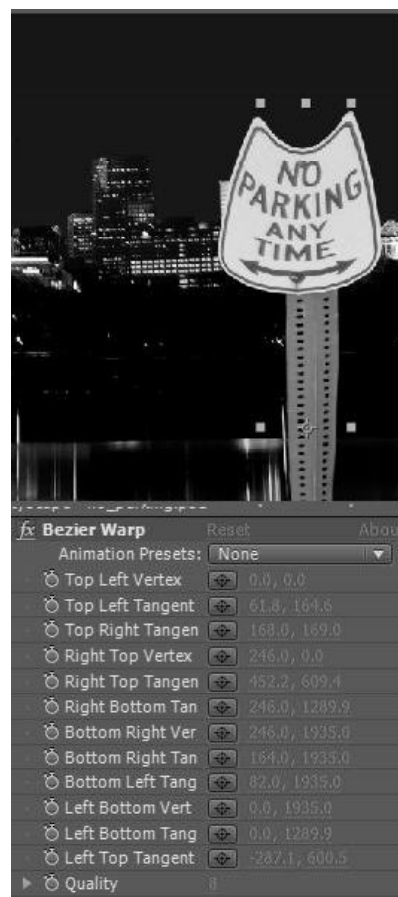 NO
PARKING
ANY
TIME
fx Bezier Warp Reset Abou
Animation Presets: None
Top Left Vertex 0.0, 0.0
Top Left Tangent 61.8, 164.6
Top Right Tangen 168.0, 169.0
Right Top Vertex 246.0, 0.0
Right Top Tangen 452.2, 609.4
Right Bottom Tan 246.0, 1289.9
Bottom Right Ver 246.0, 1935.0
Bottom Right Tan 164.0, 1935.0
Bottom Left Tang 82.0, 1935.0
Left Bottom Vert 0.0, 1935.0
Left Bottom Tang 0.0, 1289.9
Left Top Tangent -287.1, 600.5
Quality 8